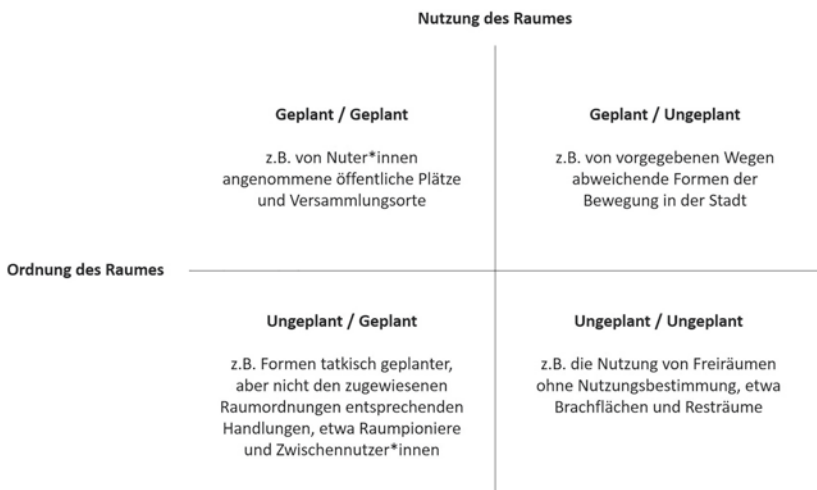 Nutzung des Raumes
Geplant / Geplant
z.B. von Nuter*innen
angenommene öffentliche Plätze
und Versammlungsorte
Geplant / Ungeplant
z.B. von vorgegebenen Wegen
abweichende Formen der
Bewegung in der Stadt
Ordnung des Raumes
Ungeplant / Geplant
z.B. Formen tatkisch geplanter,
aber nicht den zugewiesenen
Raumordnungen entsprechenden
Handlungen, etwa Raumpioniere
und Zwischennutzer*innen
Ungeplant / Ungeplant
z.B. die Nutzung von Freiräumen
ohne Nutzungsbestimmung, etwa
Brachflächen und Resträume